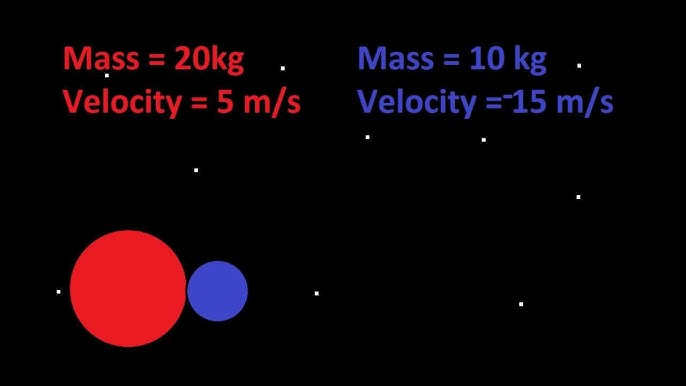 Mass = 20kg
Velocity = 5 m/s
Mass = 10 kg
Velocity =-15 m/s